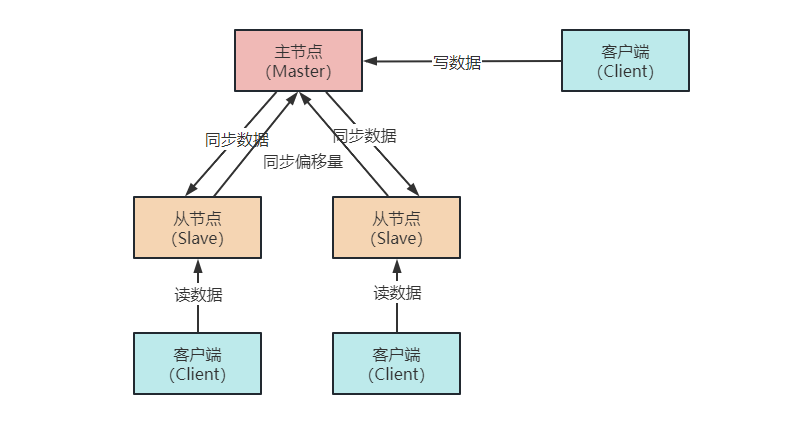 主节点
（Master）
写数据
客户端
（Client）
同步数据
同步数据
同步偏移量
从节点
（Slave）
从节点
（Slave）
读数据
读数据
客户端
（Client）
客户端
（Client）